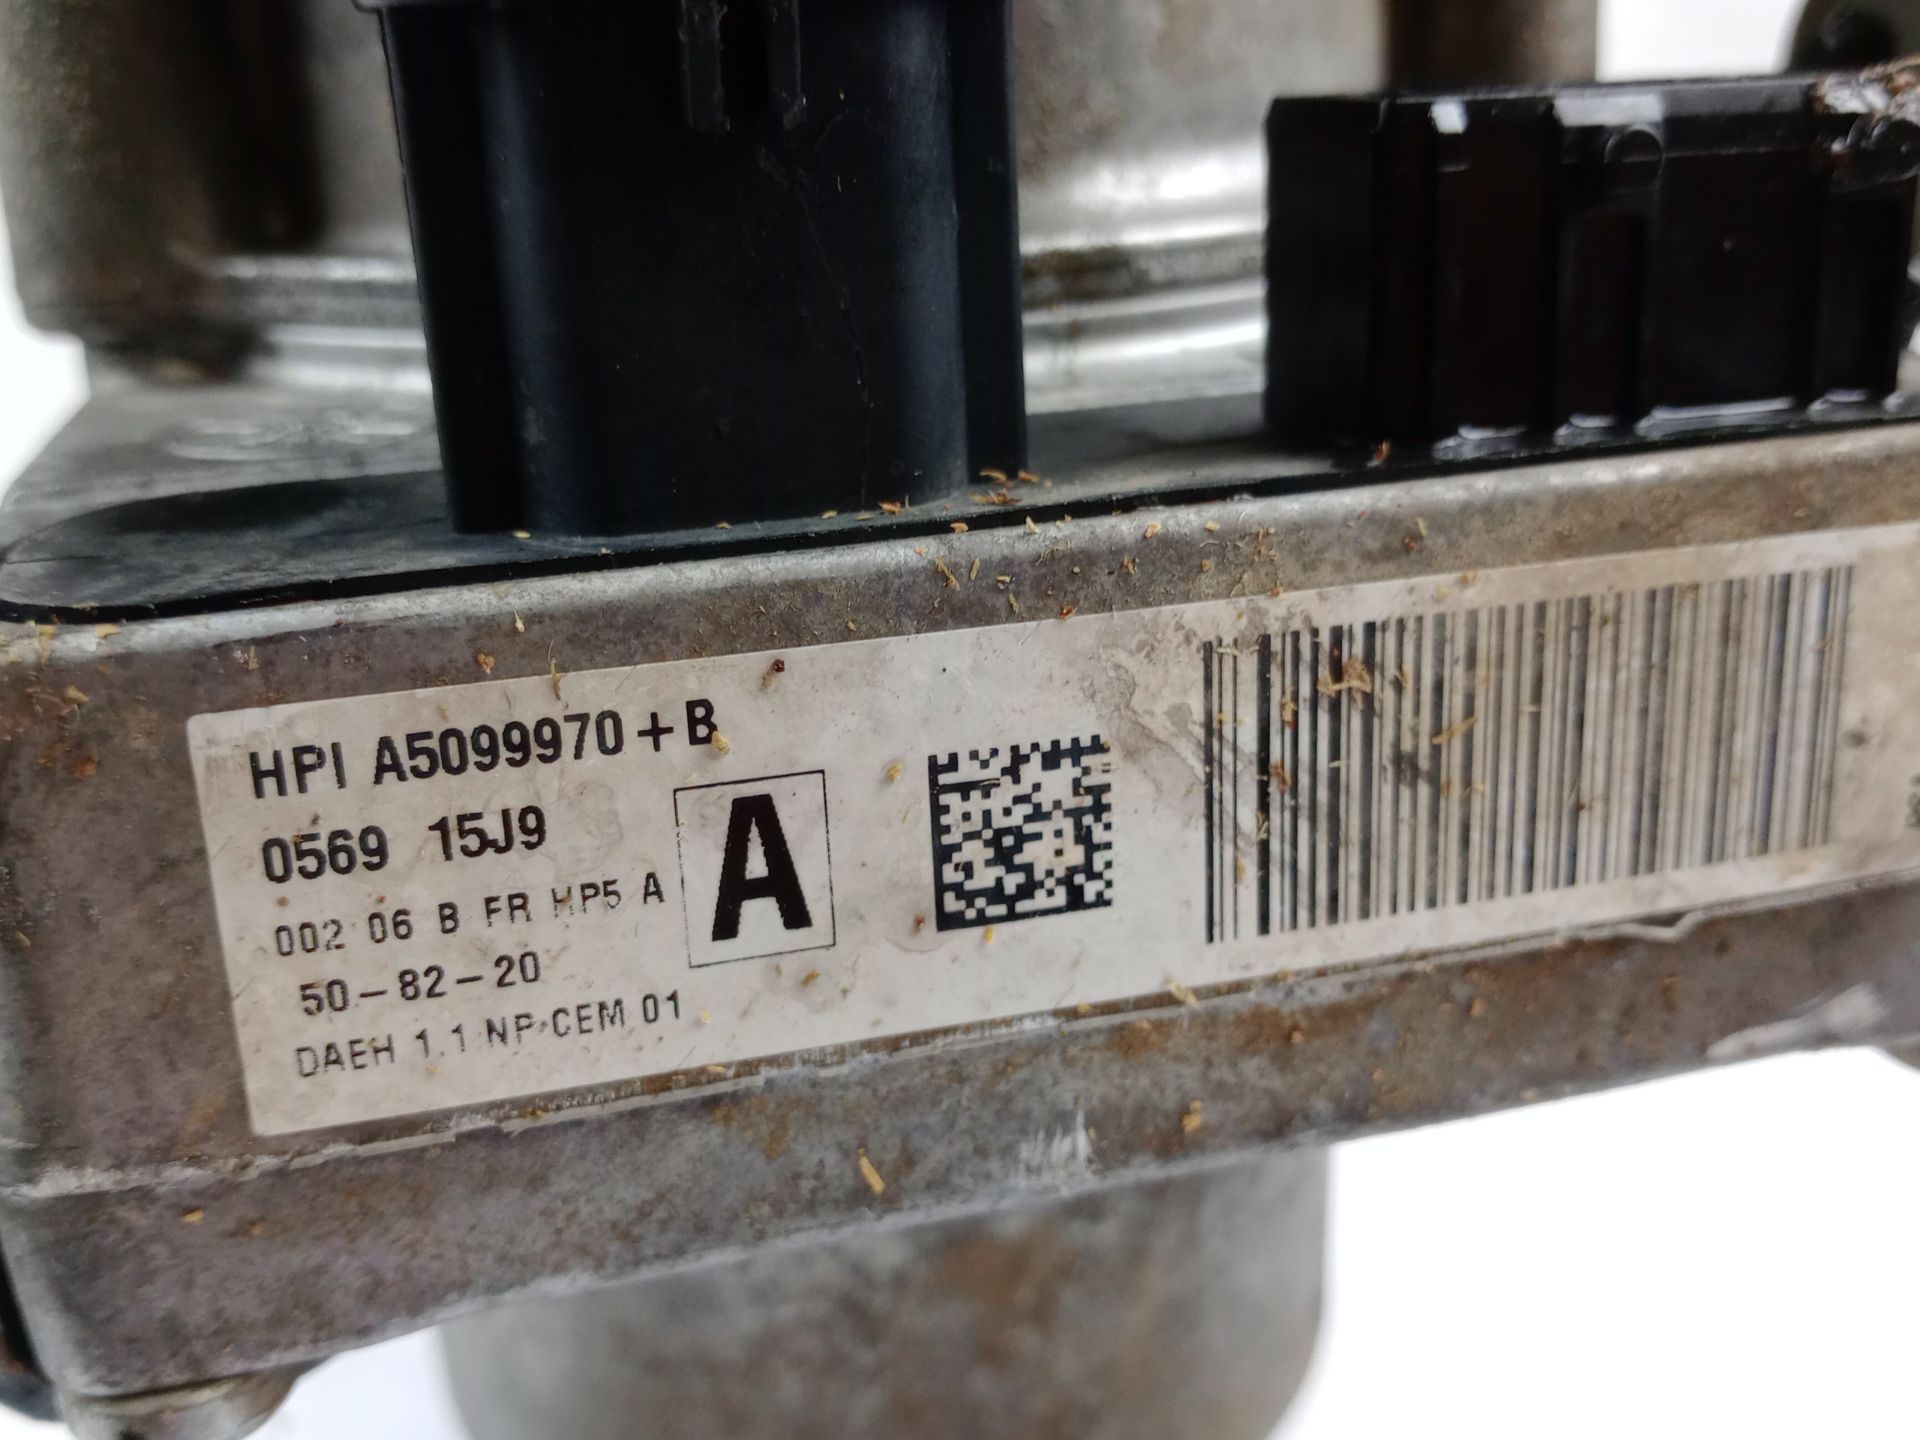 HPI A5099970+B
0569 15J9
A
002 06 B FR HP5 A
50-82-20
DAEH 1.1 NP-CEM 01